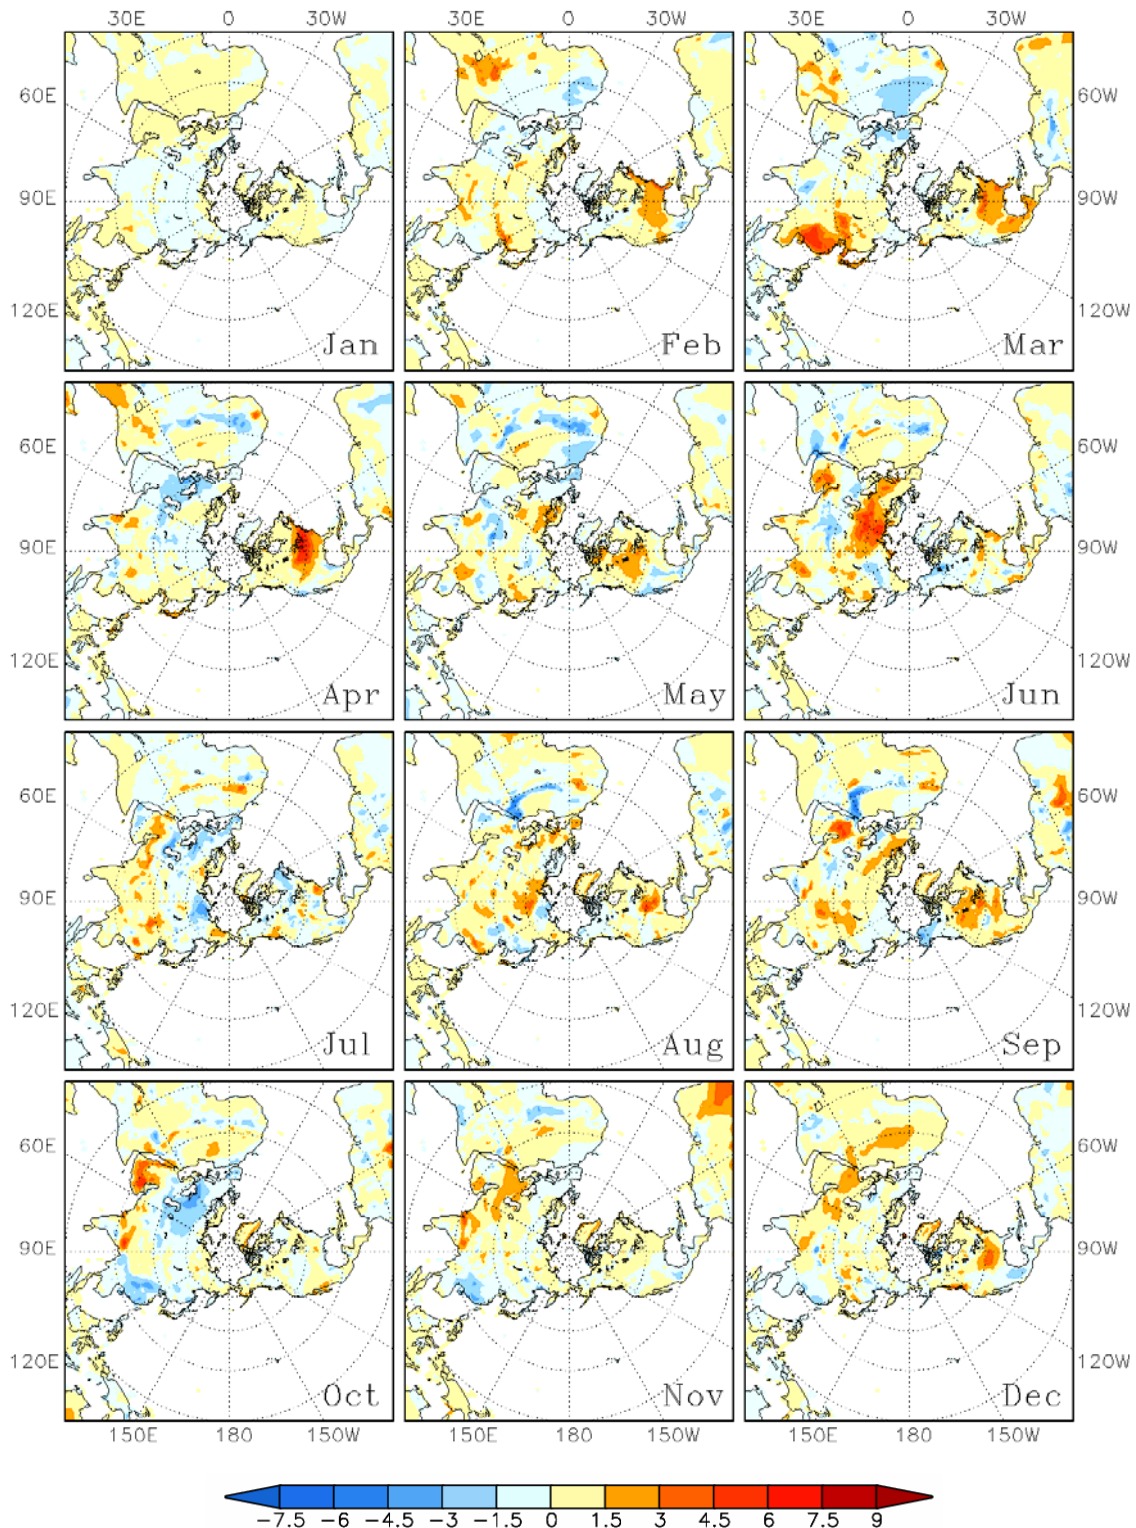 30E 0 30W 30E 0 30W 30E 0 30W
60E 60W
90E 90W
120E 120W
Jan Feb Mar
60E 60W
90E 90W
120E 120W
Apr May Jun
60E 60W
90E 90W
120E 120W
Jul Aug Sep
60E 60W
90E 90W
120E 120W
Oct Nov Dec
150E 180 150W 150E 180 150W 150E 180 150W
−7.5 −6 −4.5 −3 −1.5 0 1.5 3 4.5 6 7.5 9